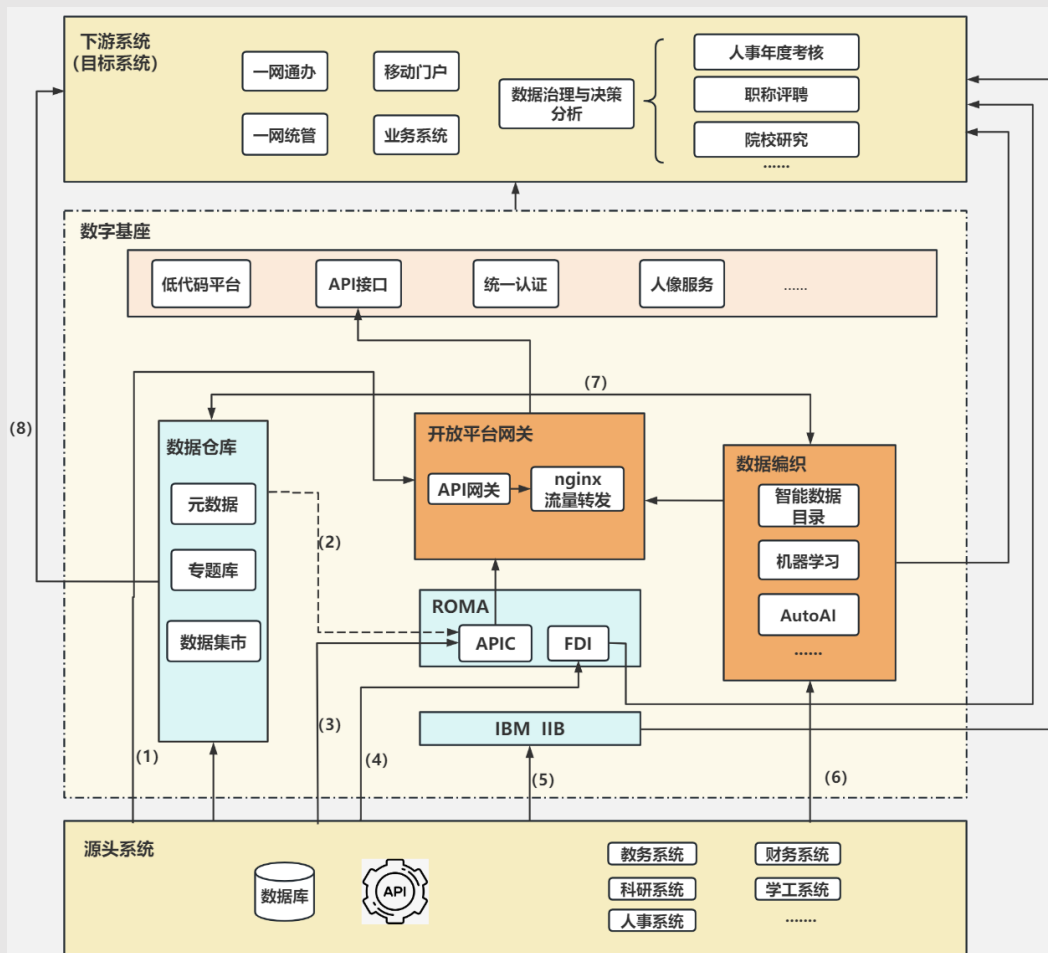 下游系统
(目标系统)
一网通办
移动门户
一网统管
业务系统
数据治理与决策
分析
人事年度考核
职称评聘
院校研究
......
数字基座
低代码平台
API接口
统一认证
人像服务
......
(7)
(8)
数据仓库
元数据
专题库
数据集市
(2)
开放平台网关
API网关
nginx
流量转发
数据编织
智能数据
目录
机器学习
AutoAI
......
ROMA
APIC
FDI
IBM IIB
(1)
(3)
(4)
(5)
(6)
源头系统
数据库
API
教务系统
财务系统
科研系统
学工系统
人事系统
.......